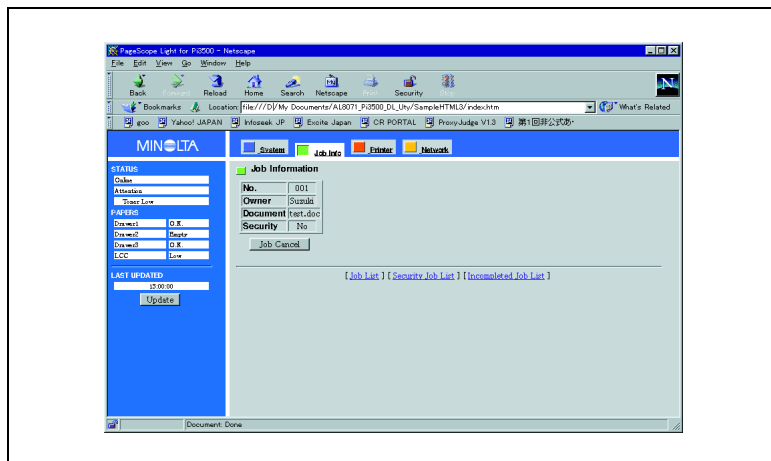 PageScope Light for Pi3500 - Netscape
File Edit View Go Window Help
Back Forward Reload Home Search Netscape Print Security Stop
Bookmarks Location: file:///D|/My Documents/AL8071_Pi3500_DL_Uty/SampleHTML3/index.htm What's Related
goo Yahoo! JAPAN Infoseek JP Excite Japan CR PORTAL ProxyJudge V1.3 第1回非公式あ・
MINOLTA System Job Info Printer Network
STATUS
Online
Attention
Toner Low
PAPERS
Drawer1 O.K.
Drawer2 Empty
Drawer3 O.K.
LCC Low
LAST UPDATED
15:00:00
Update
Job Information
No. 001
Owner Suzuki
Document test.doc
Security No
Job Cancel
[ Job List ] [ Security Job List ] [ Incompleted Job List ]
Document: Done